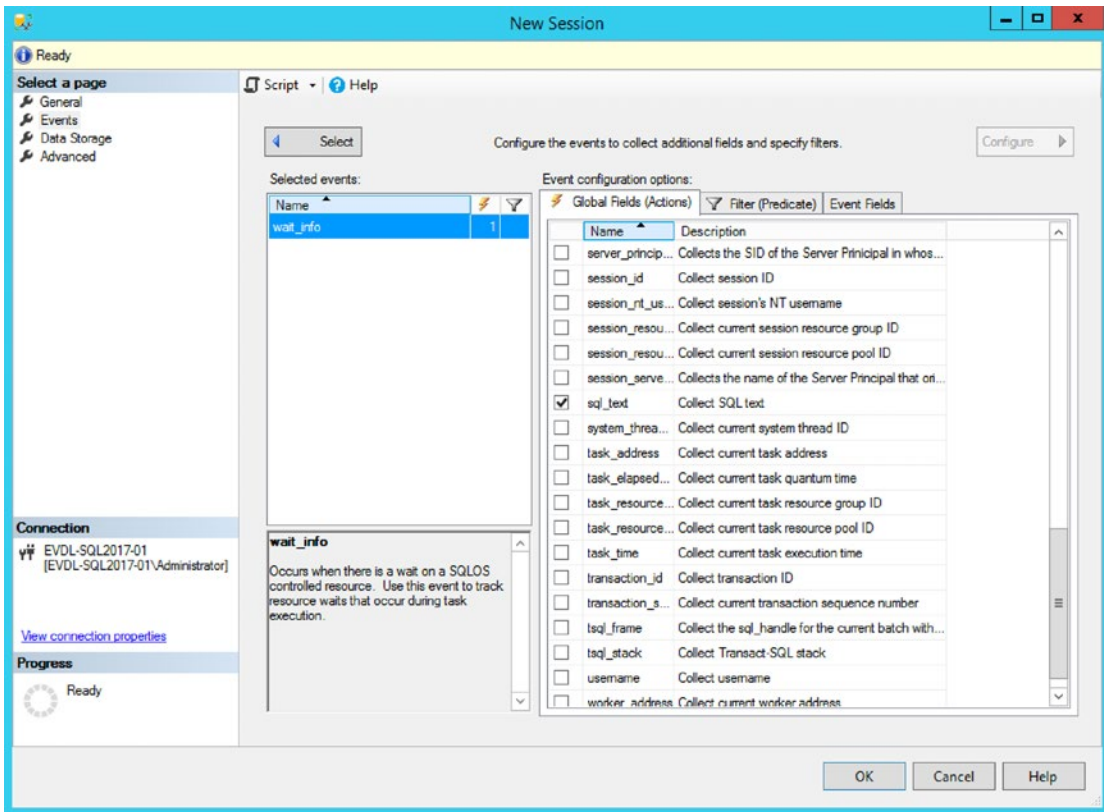 New Session
Ready
Select a page
General
Events
Data Storage
Advanced
Script
Help
Select
Configure the events to collect additional fields and specify filters.
Configure
Selected events:
Name
wait_info 1
wait_info
Occurs when there is a wait on a SQLOS
controlled resource. Use this event to track
resource waits that occur during task
execution.
Event configuration options:
Global Fields (Actions) Filter (Predicate) Event Fields
Name Description
server_princip... Collects the SID of the Server Prinicipal in whos...
session_id Collect session ID
session_nt_us... Collect session's NT username
session_resou... Collect current session resource group ID
session_resou... Collect current session resource pool ID
session_serve... Collects the name of the Server Principal that ori...
sql_text Collect SQL text
system_threa... Collect current system thread ID
task_address Collect current task address
task_elapsed... Collect current task quantum time
task_resource... Collect current task resource group ID
task_resource... Collect current task resource pool ID
task_time Collect current task execution time
transaction_id Collect transaction ID
transaction_s... Collect current transaction sequence number
tsql_frame Collect the sql_handle for the current batch with...
tsql_stack Collect Transact-SQL stack
username Collect username
worker_address Collect current worker address
Connection
EVDL-SQL2017-01
[EVDL-SQL2017-01\Administrator]
View connection properties
Progress
Ready
OK Cancel Help